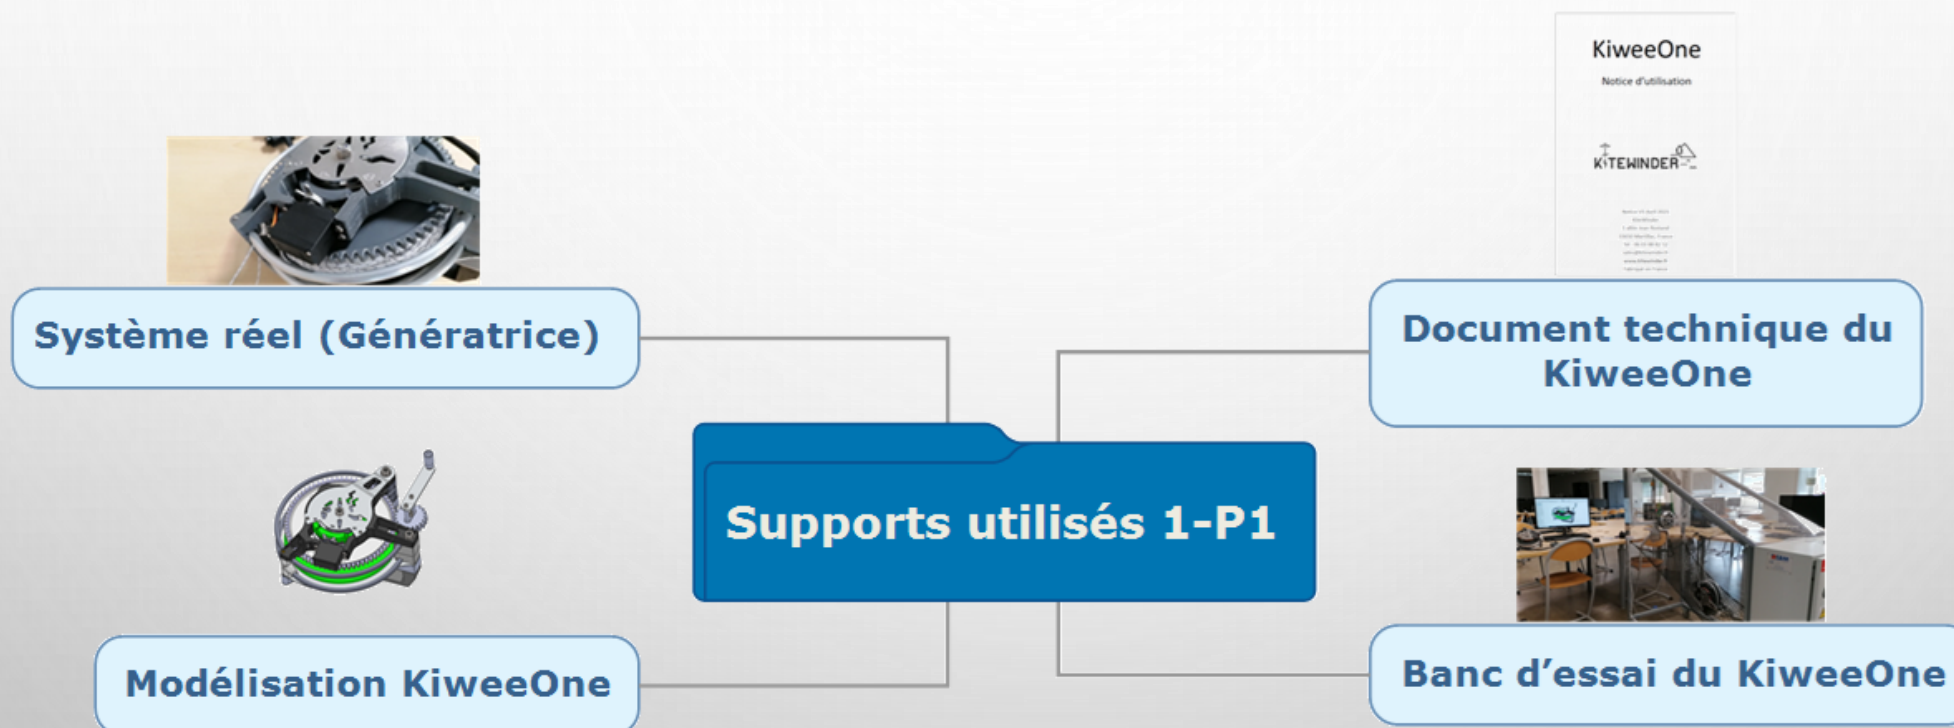 KiweeOne
Notice d'utilisation
KITEWINDER
Système réel (Génératrice)
Document technique du
KiweeOne
Supports utilisés 1-P1
Modélisation KiweeOne
Banc d’essai du KiweeOne